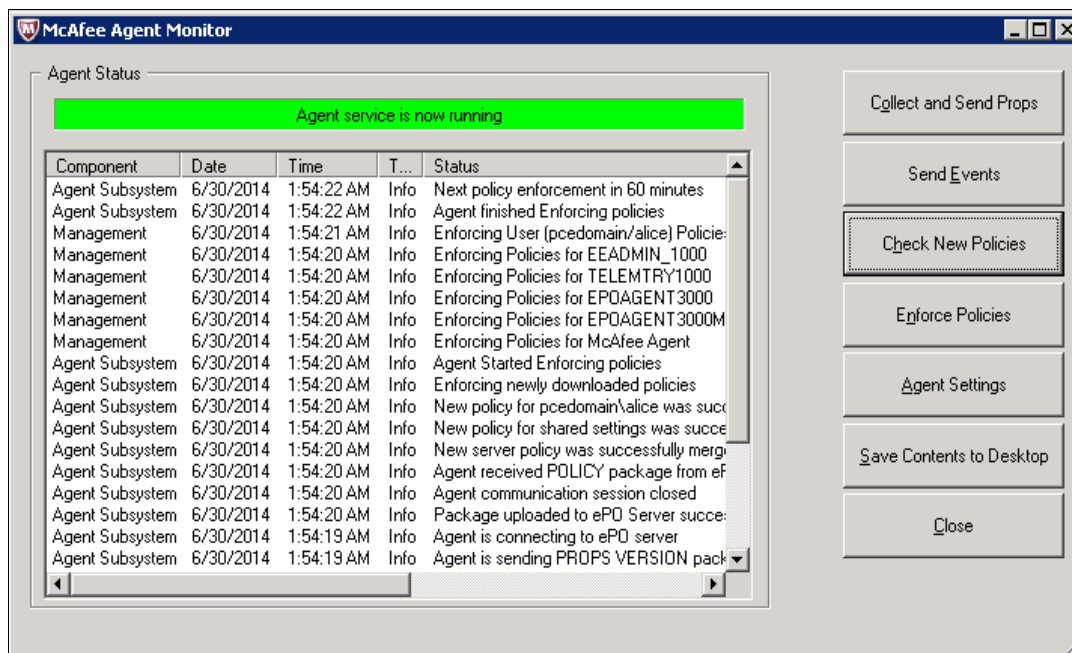 McAfee Agent Monitor
Agent Status
Agent service is now running
Component Date Time T... Status
Agent Subsystem 6/30/2014 1:54:22 AM Info Next policy enforcement in 60 minutes
Agent Subsystem 6/30/2014 1:54:22 AM Info Agent finished Enforcing policies
Management 6/30/2014 1:54:21 AM Info Enforcing User (pcedomain/alice) Policies
Management 6/30/2014 1:54:20 AM Info Enforcing Policies for EEADMIN_1000
Management 6/30/2014 1:54:20 AM Info Enforcing Policies for TELEMTRY1000
Management 6/30/2014 1:54:20 AM Info Enforcing Policies for EPOAGENT3000
Management 6/30/2014 1:54:20 AM Info Enforcing Policies for EPOAGENT3000M
Management 6/30/2014 1:54:20 AM Info Enforcing Policies for McAfee Agent
Agent Subsystem 6/30/2014 1:54:20 AM Info Agent Started Enforcing policies
Agent Subsystem 6/30/2014 1:54:20 AM Info Enforcing newly downloaded policies
Agent Subsystem 6/30/2014 1:54:20 AM Info New policy for pcedomain\alice was succ
Agent Subsystem 6/30/2014 1:54:20 AM Info New policy for shared settings was succe
Agent Subsystem 6/30/2014 1:54:20 AM Info New server policy was successfully merg
Agent Subsystem 6/30/2014 1:54:20 AM Info Agent received POLICY package from eP
Agent Subsystem 6/30/2014 1:54:20 AM Info Agent communication session closed
Agent Subsystem 6/30/2014 1:54:20 AM Info Package uploaded to ePO Server succes
Agent Subsystem 6/30/2014 1:54:19 AM Info Agent is connecting to ePO server
Agent Subsystem 6/30/2014 1:54:19 AM Info Agent is sending PROPS VERSION pack
Collect and Send Props
Send Events
Check New Policies
Enforce Policies
Agent Settings
Save Contents to Desktop
Close